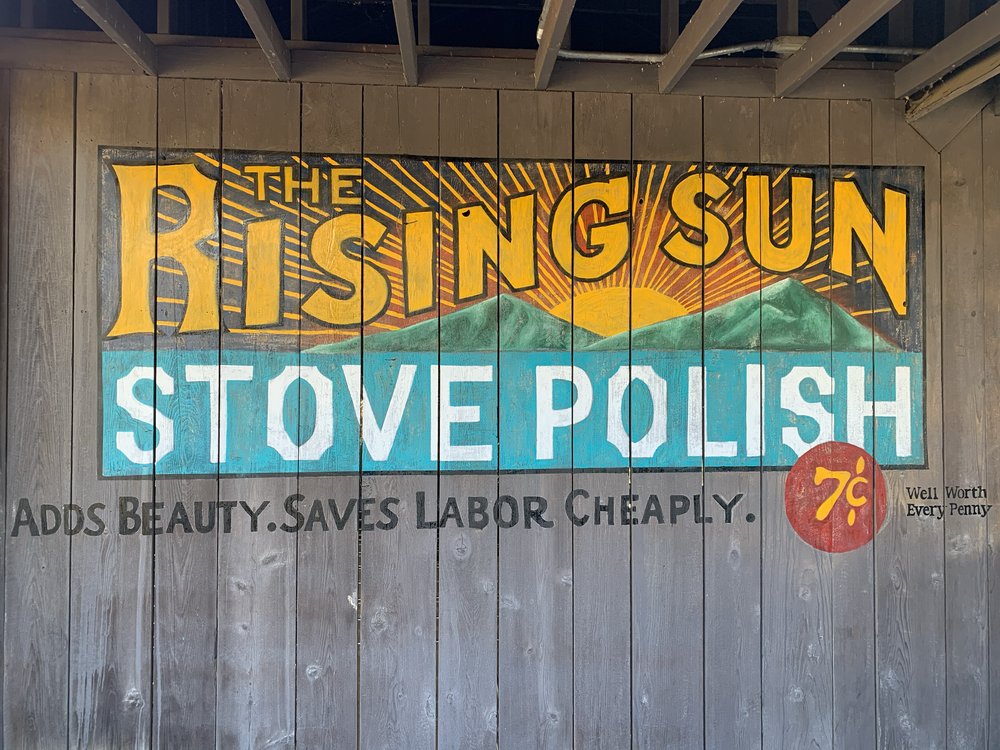 THE
RISING SUN
STOVE POLISH
ADDS BEAUTY. SAVES LABOR CHEAPLY.
7¢
Well Worth
Every Penny